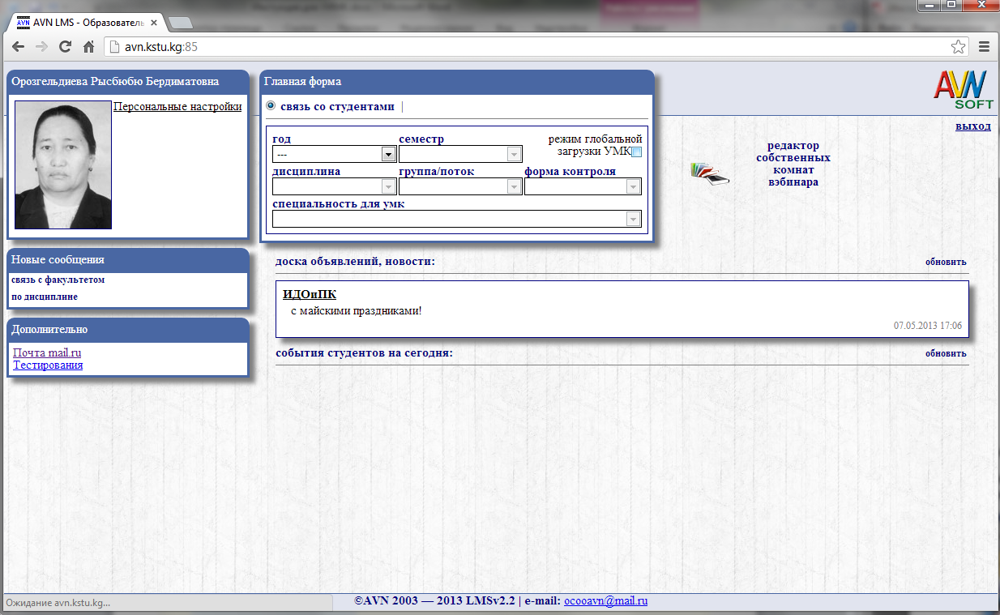 AVN LMS - Образователь
avn.kstu.kg:85
Орозгельдиева Рысбюбю Бердиматовна
Персональные настройки
Новые сообщения
связь с факультетом
по дисциплине
Дополнительно
Почта mail.ru
Тестирования
Главная форма
связь со студентами |
год
семестр
режим глобальной
загрузки УМК
---
дисциплина
группа/поток
форма контроля
специальность для умк
AVN
SOFT
выход
редактор
собственных
комнат
вэбинара
доска объявлений, новости:
обновить
ИДОиПК
с майскими праздниками!
07.05.2013 17:06
события студентов на сегодня:
обновить
Ожидание avn.kstu.kg...
©AVN 2003 — 2013 LMSv2.2 | e-mail: ocooavn@mail.ru